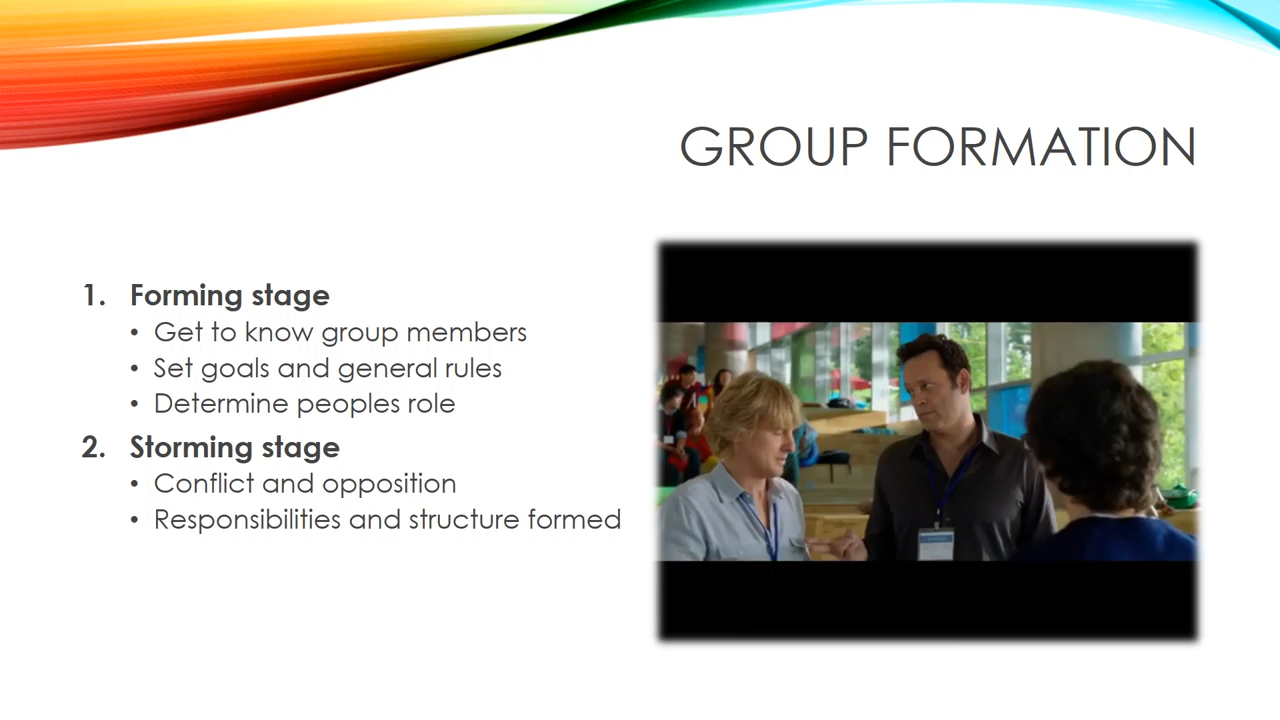 GROUP FORMATION
1. Forming stage
• Get to know group members
• Set goals and general rules
• Determine peoples role
2. Storming stage
• Conflict and opposition
• Responsibilities and structure formed